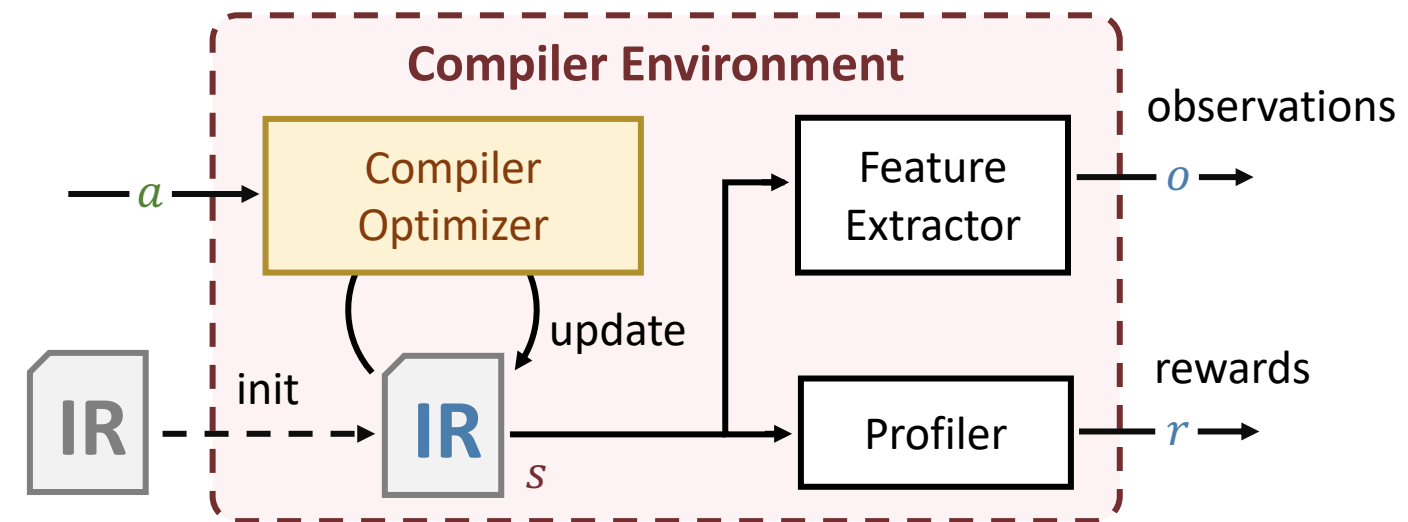 Compiler Environment
a
Compiler
Optimizer
Feature
Extractor
observations
o
update
IR
init
IR
s
Profiler
rewards
r